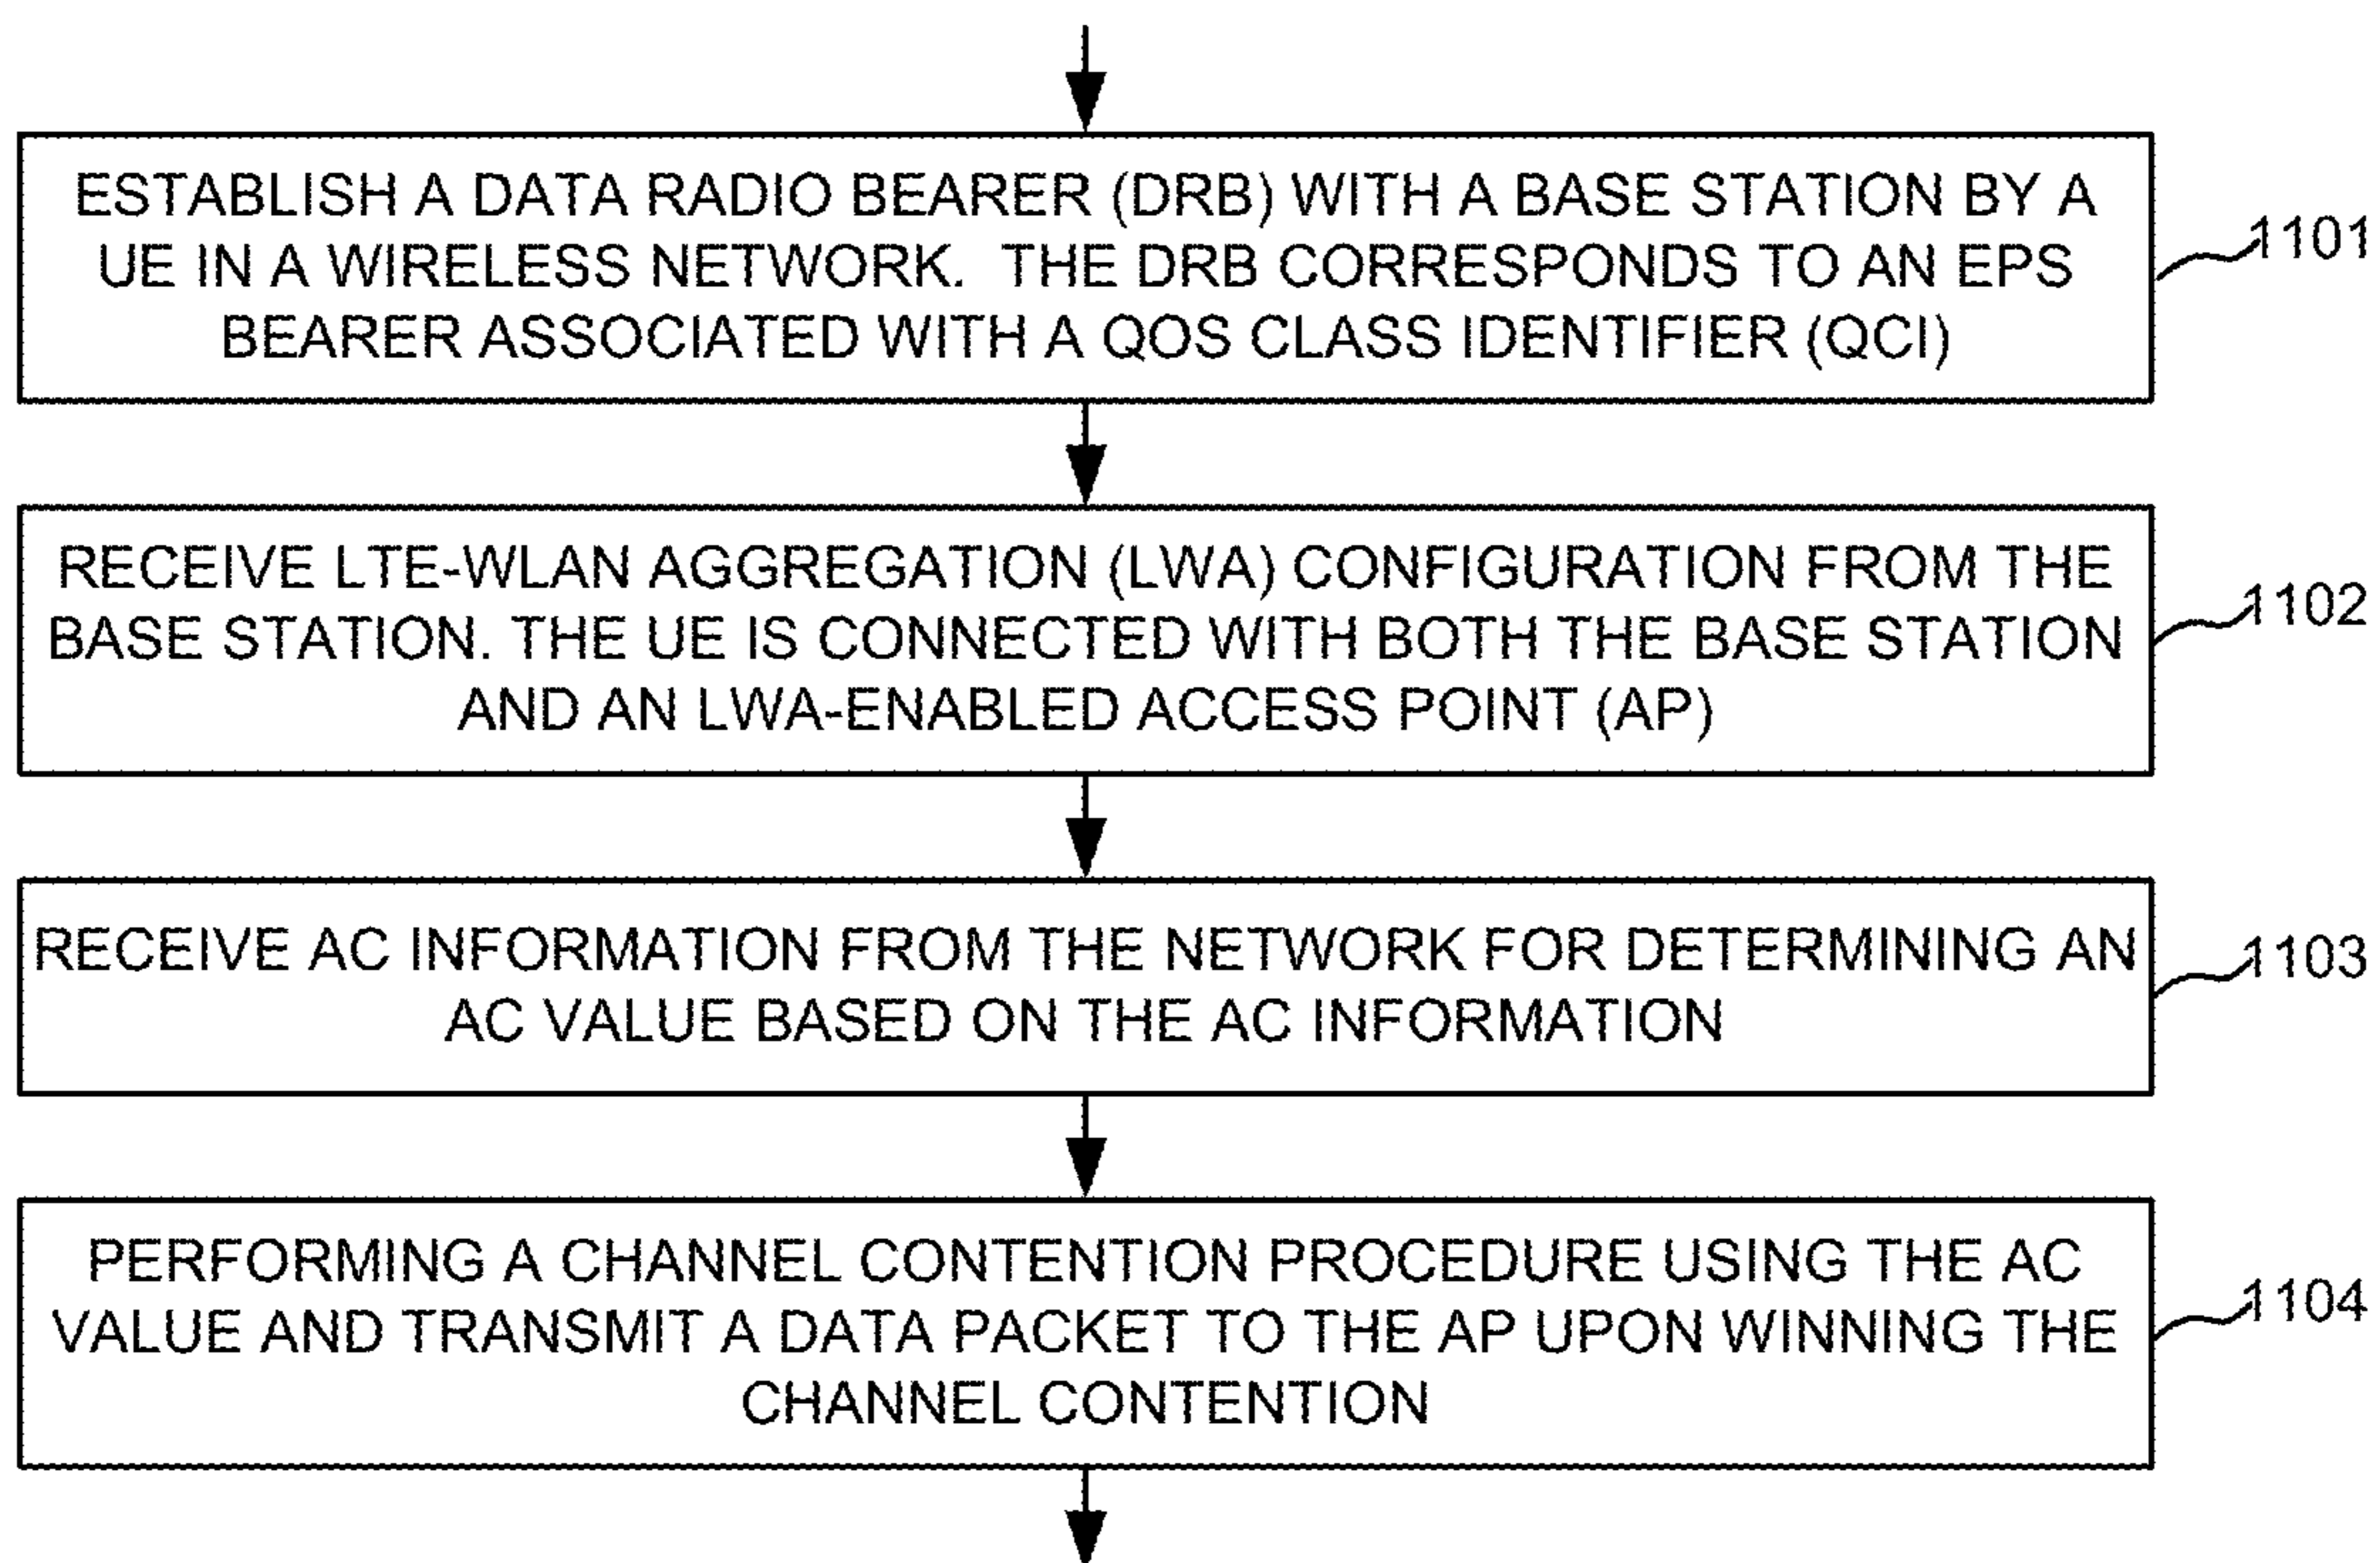 ESTABLISH A DATA RADIO BEARER (DRB) WITH A BASE STATION BY A
UE IN A WIRELESS NETWORK. THE DRB CORRESPONDS TO AN EPS
BEARER ASSOCIATED WITH A QOS CLASS IDENTIFIER (QCI)
1101
RECEIVE LTE-WLAN AGGREGATION (LWA) CONFIGURATION FROM THE
BASE STATION. THE UE IS CONNECTED WITH BOTH THE BASE STATION
AND AN LWA-ENABLED ACCESS POINT (AP)
1102
RECEIVE AC INFORMATION FROM THE NETWORK FOR DETERMINING AN
AC VALUE BASED ON THE AC INFORMATION
1103
PERFORMING A CHANNEL CONTENTION PROCEDURE USING THE AC
VALUE AND TRANSMIT A DATA PACKET TO THE AP UPON WINNING THE
CHANNEL CONTENTION
1104